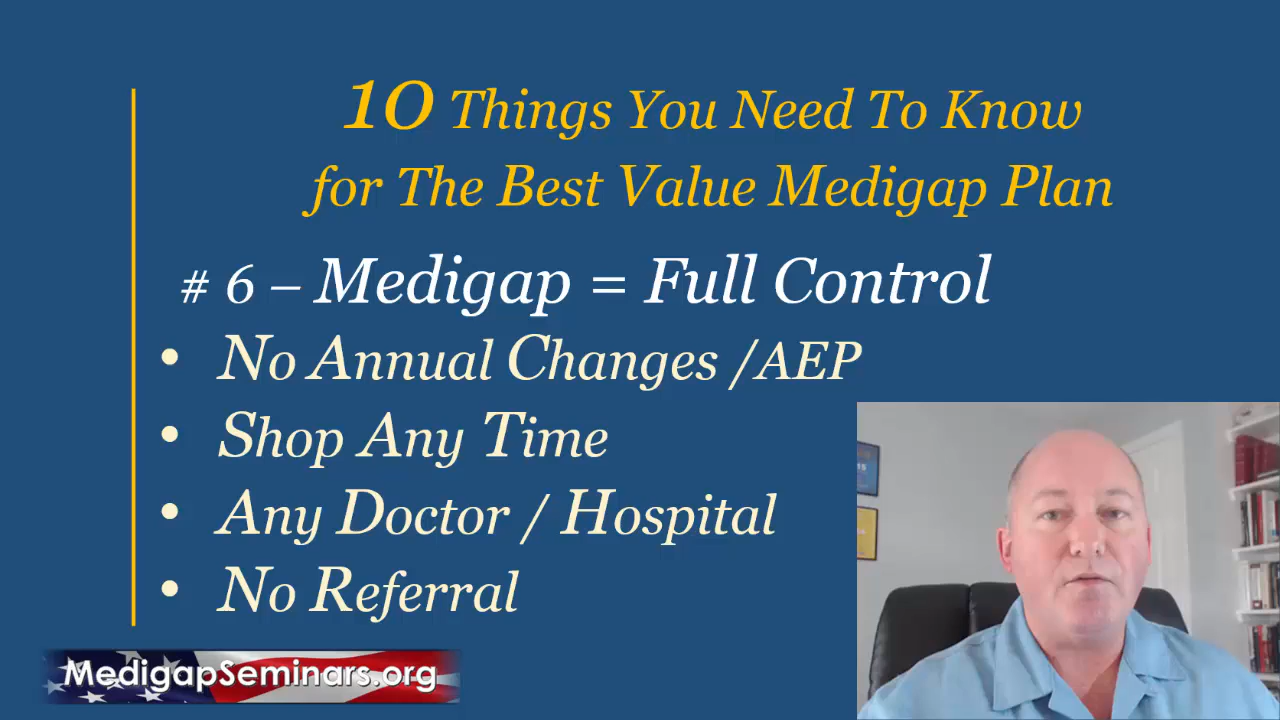 10 Things You Need To Know
for The Best Value Medigap Plan
# 6 – Medigap = Full Control
• No Annual Changes /AEP
• Shop Any Time
• Any Doctor / Hospital
• No Referral
MedigapSeminars.org